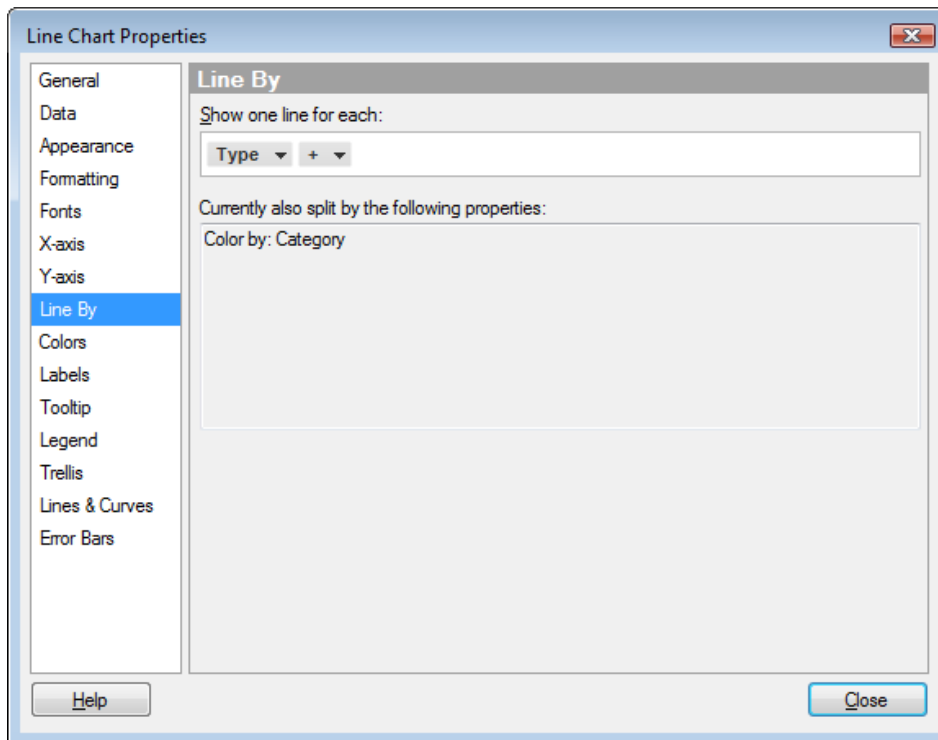 Line Chart Properties
General
Data
Appearance
Formatting
Fonts
X-axis
Y-axis
Line By
Colors
Labels
Tooltip
Legend
Trellis
Lines & Curves
Error Bars
Line By
Show one line for each:
Type +
Currently also split by the following properties:
Color by: Category
Help Close